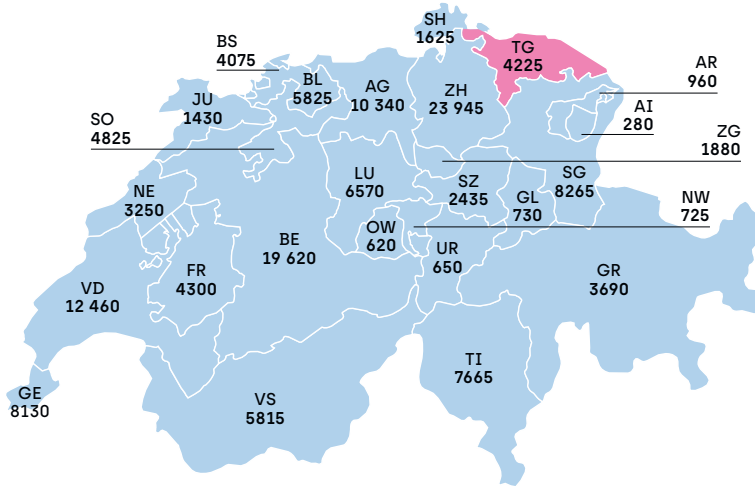 SH
1625
BS
4075
TG
4225
BL
5825
AG
10 340
ZH
23 945
AR
960
JU
1430
AI
280
SO
4825
ZG
1880
LU
6570
SZ
2435
GL
730
SG
8265
NE
3250
NW
725
OW
620
BE
19 620
UR
650
FR
4300
GR
3690
VD
12 460
TI
7665
GE
8130
VS
5815